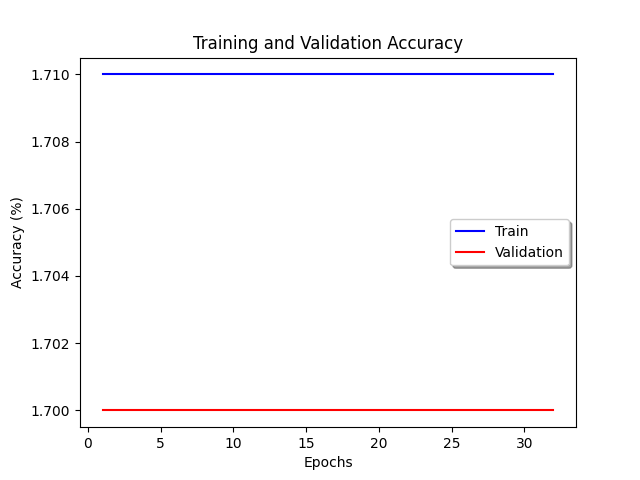 Training and Validation Accuracy
Accuracy (%)
1.710
1.708
1.706
1.704
1.702
1.700
Train
Validation
0 5 10 15 20 25 30
Epochs